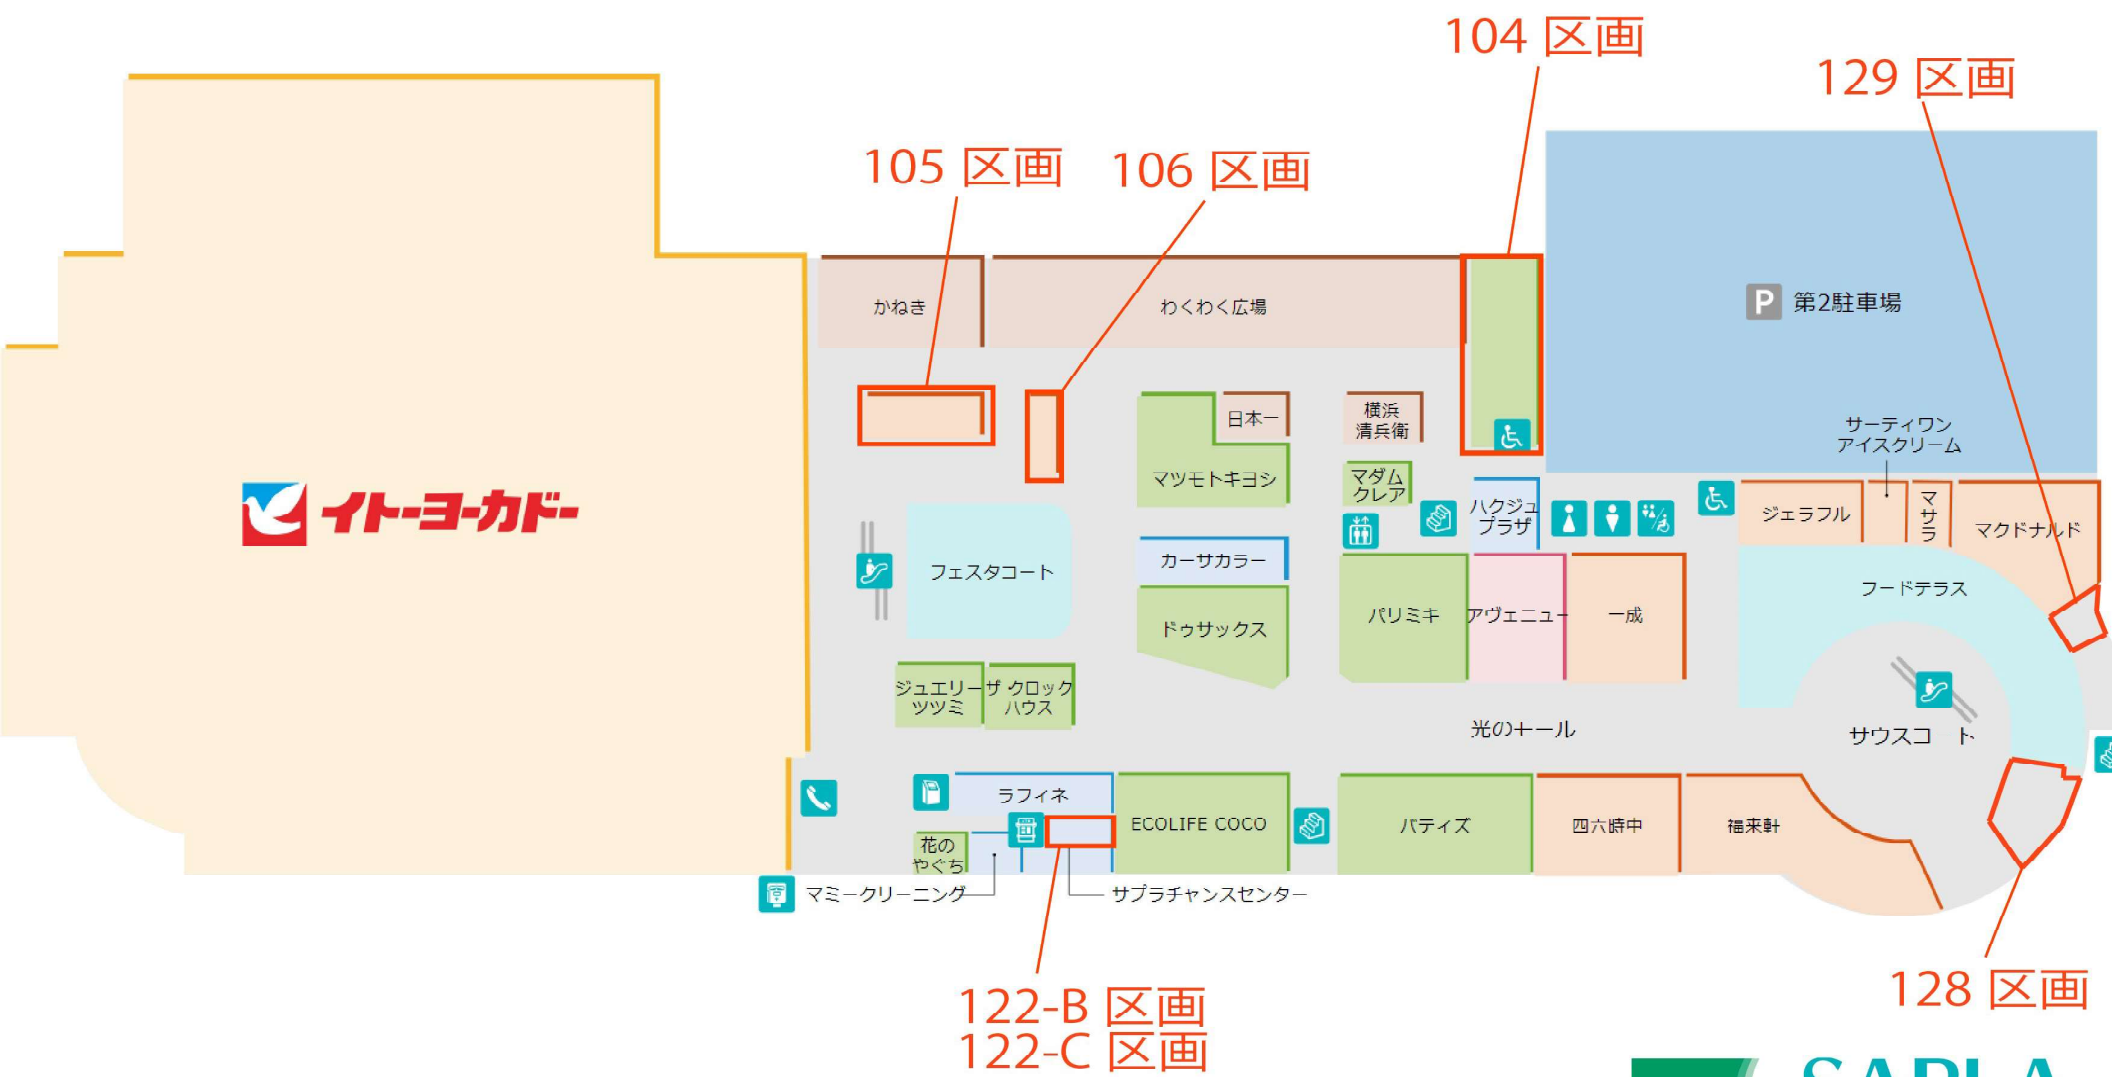 104 区画
129 区画
105 区画
106 区画
かねき
わくわく広場
P 第2駐車場
日本一
横浜
清兵衛
サーティワン
アイスクリーム
マツモトキヨシ
マダム
クレア
イトーヨーカドー
ハクジュ
プラザ
ジェラフル
マサラ
マクドナルド
フェスタコート
カーサカラー
フードテラス
ドゥサックス
パリミキ
アヴェニュー
一成
ジュエリー
ツツミ
ザ クロック
ハウス
光のモール
サウスコート
ラフィネ
ECOLIFE COCO
バティズ
四六時中
福来軒
花の
やぐち
マミークリーニング
サプラチャンスセンター
128 区画
122-B 区画
122-C 区画